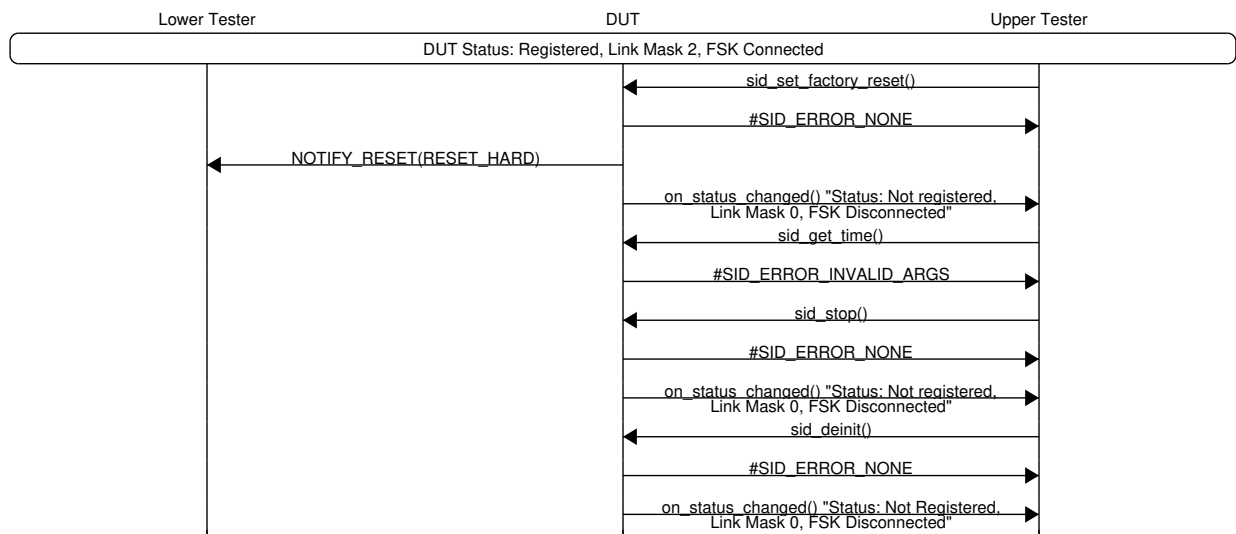 Lower Tester DUT Upper Tester
DUT Status: Registered, Link Mask 2, FSK Connected
sid_set_factory_reset()
#SID_ERROR_NONE
NOTIFY_RESET(RESET_HARD)
on_status_changed() "Status: Not registered,
Link Mask 0, FSK Disconnected"
sid_get_time()
#SID_ERROR_INVALID_ARGS
sid_stop()
#SID_ERROR_NONE
on_status_changed() "Status: Not registered,
Link Mask 0, FSK Disconnected"
sid_deinit()
#SID_ERROR_NONE
on_status_changed() "Status: Not Registered,
Link Mask 0, FSK Disconnected"